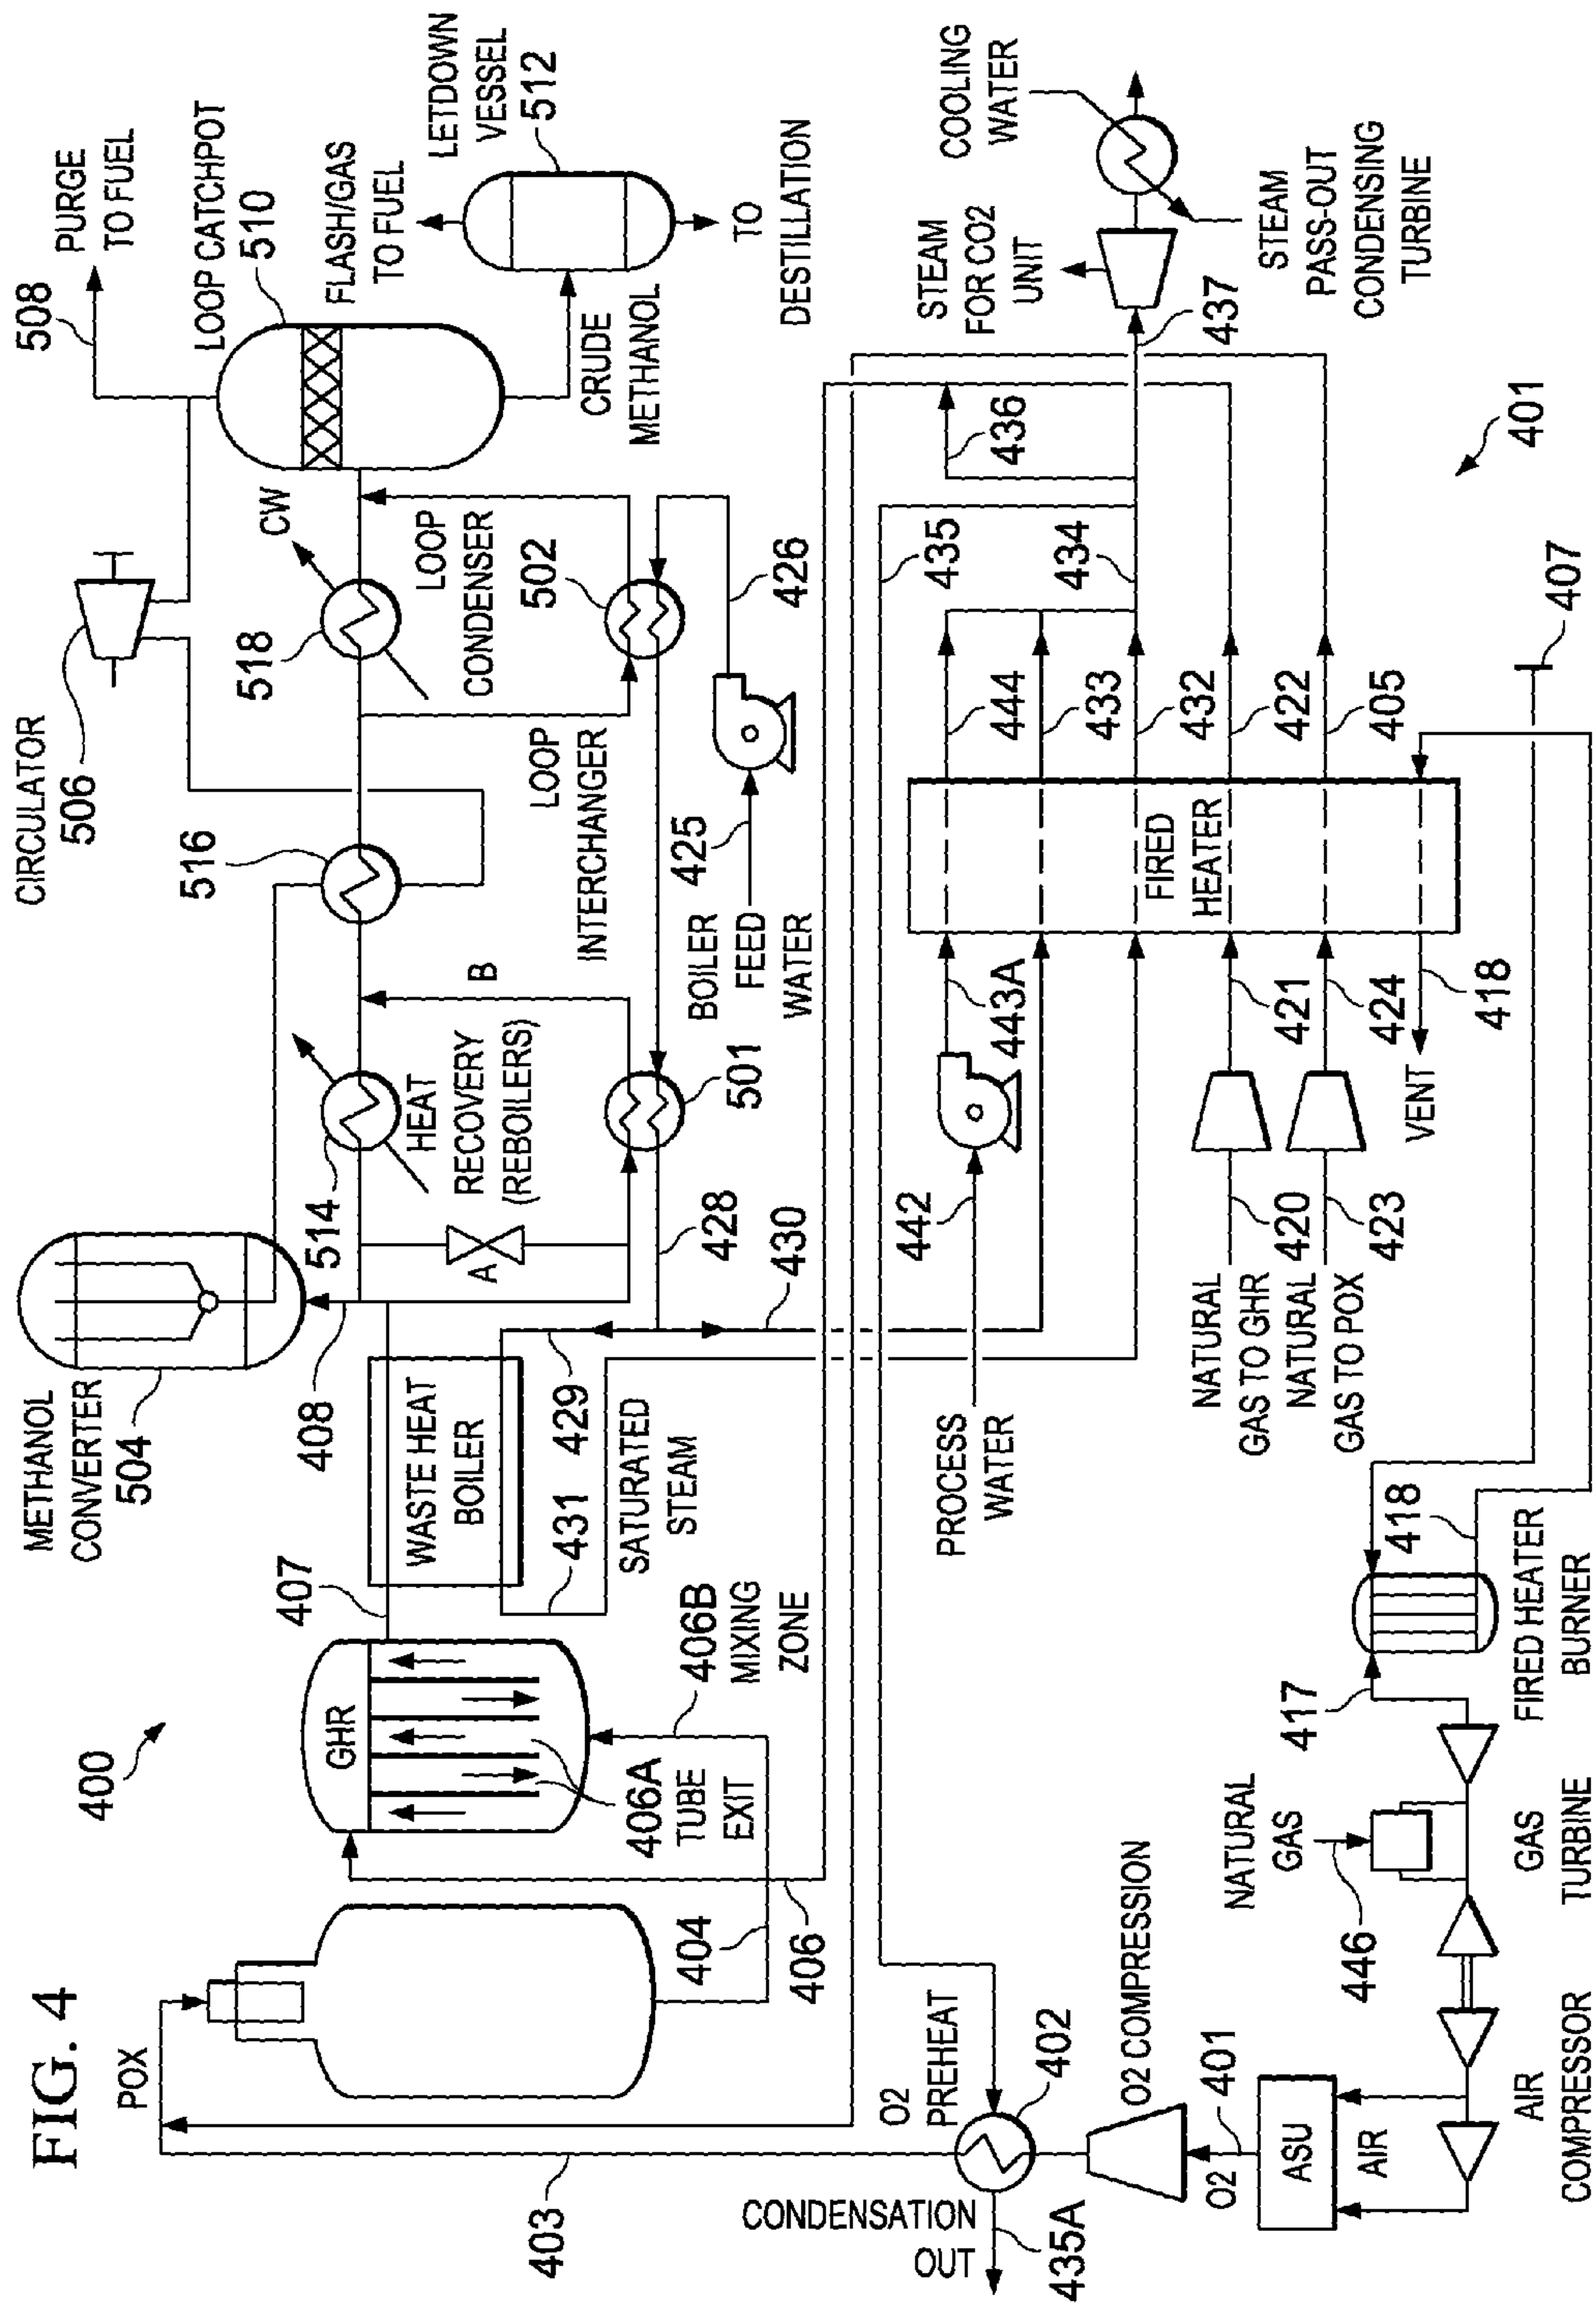 FIG. 4
400
POX
403
404
406
GHR
406A
TUBE
EXIT
406B
MIXING
ZONE
407
WASTE HEAT
BOILER
431
SATURATED
STEAM
429
408
METHANOL
CONVERTER
504
A
514
HEAT
RECOVERY
(REBOILERS)
B
501
428
430
CIRCULATOR
506
516
LOOP
INTERCHANGER
518
CW
LOOP
CONDENSER
502
BOILER
FEED
WATER
425
426
508
PURGE
TO FUEL
LOOP CATCHPOT
510
FLASH/GAS
TO FUEL
LETDOWN
VESSEL
512
CRUDE
METHANOL
TO
DESTILLATION
CONDENSATION
OUT
435A
O2
PREHEAT
402
O2 COMPRESSION
401
O2
ASU
AIR
AIR
COMPRESSOR
NATURAL
GAS
446
GAS
TURBINE
417
FIRED HEATER
BURNER
418
407
PROCESS
WATER
442
443A
NATURAL
GAS TO GHR
420
421
NATURAL
GAS TO POX
423
424
VENT
418
FIRED
HEATER
444
433
432
422
405
435
434
436
437
STEAM
FOR CO2
UNIT
COOLING
WATER
STEAM
PASS-OUT
CONDENSING
TURBINE
401